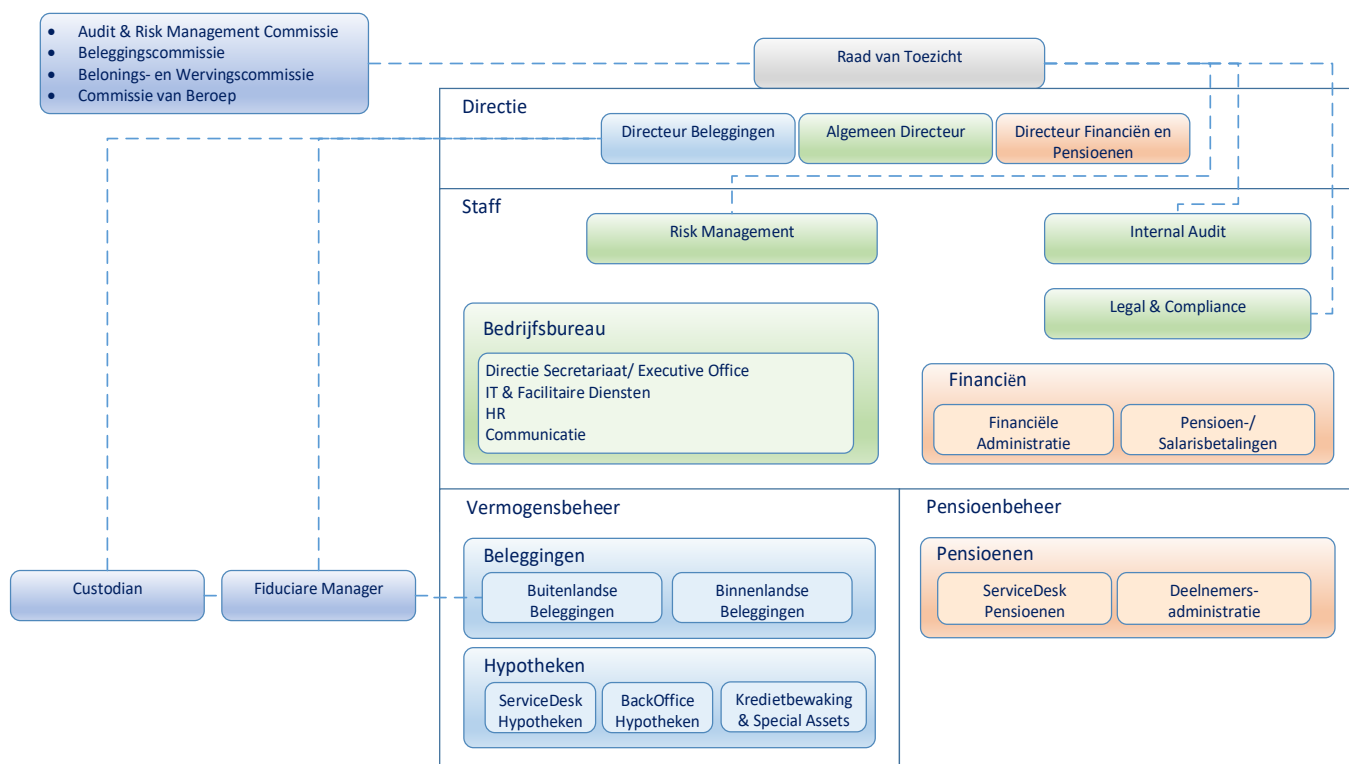 • Audit & Risk Management Commissie
• Beleggingscommissie
• Belonings- en Wervingscommissie
• Commissie van Beroep
Raad van Toezicht
Directie
Directeur Beleggingen
Algemeen Directeur
Directeur Financiën en
Pensioenen
Staff
Risk Management
Internal Audit
Legal & Compliance
Bedrijfsbureau
Directie Secretariaat/ Executive Office
IT & Facilitaire Diensten
HR
Communicatie
Financiën
Financiële
Administratie
Pensioen-/
Salarisbetalingen
Vermogensbeheer
Pensioenbeheer
Beleggingen
Buitenlandse
Beleggingen
Binnenlandse
Beleggingen
Pensioenen
ServiceDesk
Pensioenen
Deelnemers-
administratie
Custodian
Fiduciare Manager
Hypotheken
ServiceDesk
Hypotheken
BackOffice
Hypotheken
Kredietbewaking
& Special Assets